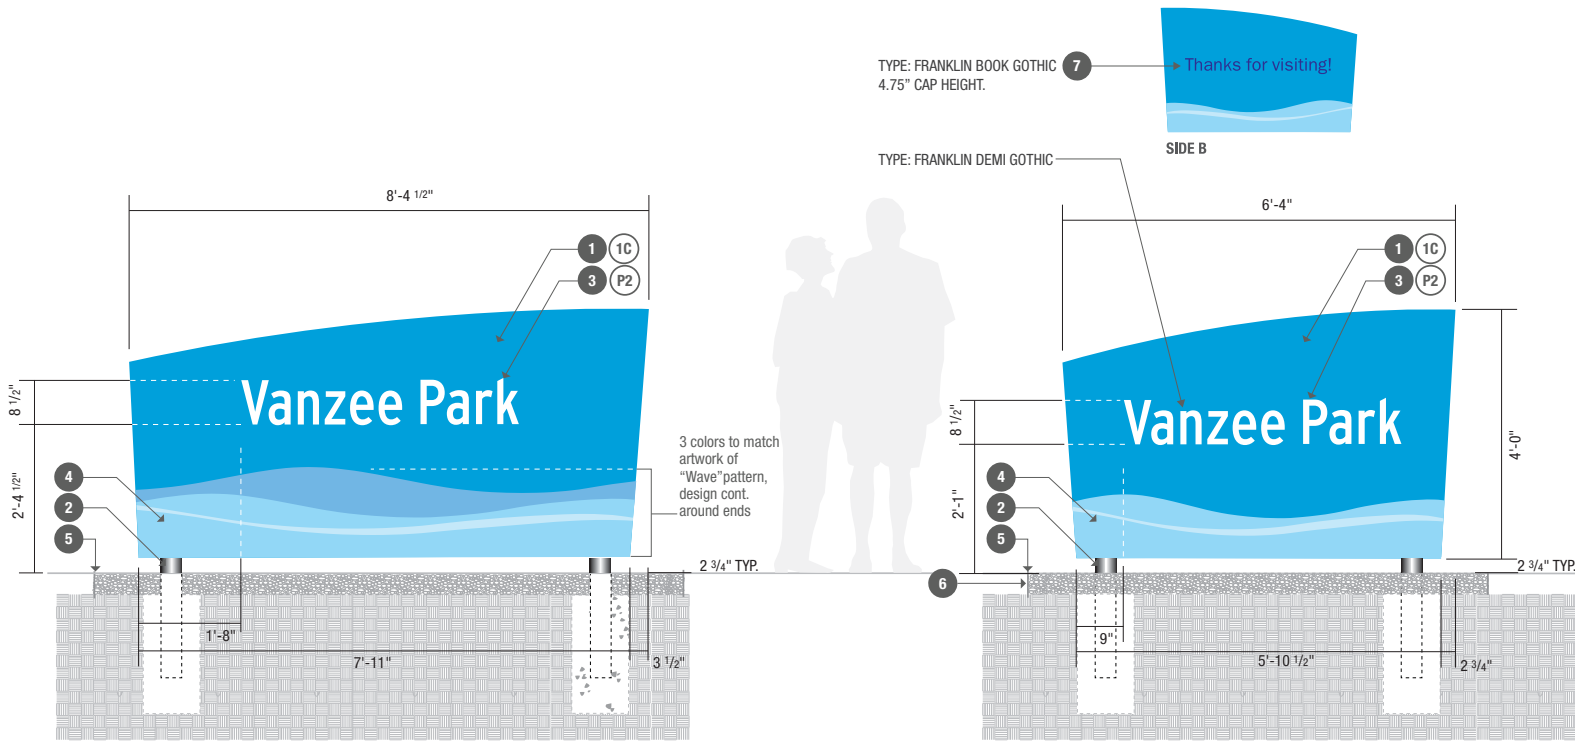 TYPE: FRANKLIN BOOK GOTHIC
4.75” CAP HEIGHT.
7
Thanks for visiting!
SIDE B
TYPE: FRANKLIN DEMI GOTHIC
8'-4 1/2"
1 1C
3 P2
8 1/2"
2'-4 1/2"
Vanzee Park
3 colors to match
artwork of
“Wave”pattern,
design cont.
around ends
4
2
5
2 3/4" TYP.
1'-8"
7'-11"
3 1/2"
6'-4"
1 1C
3 P2
8 1/2"
2'-1"
Vanzee Park
4'-0"
4
2
5
6
2 3/4" TYP.
9"
5'-10 1/2"
2 3/4"